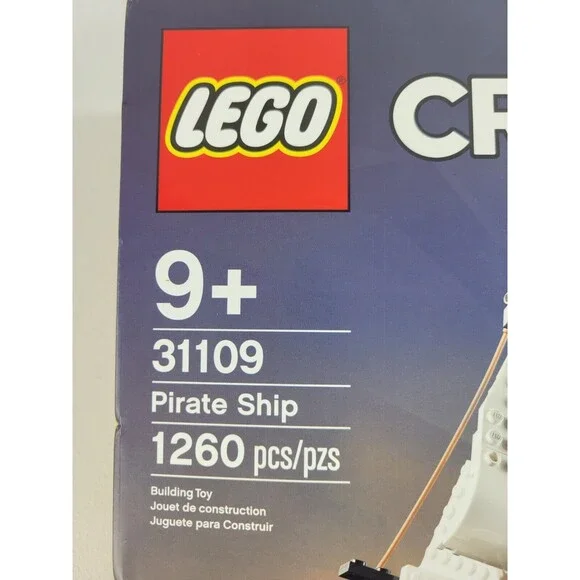 LEGO® CR
9+
31109
Pirate Ship
1260 pcs/pzs
Building Toy
Jouet de construction
Juguete para Construir